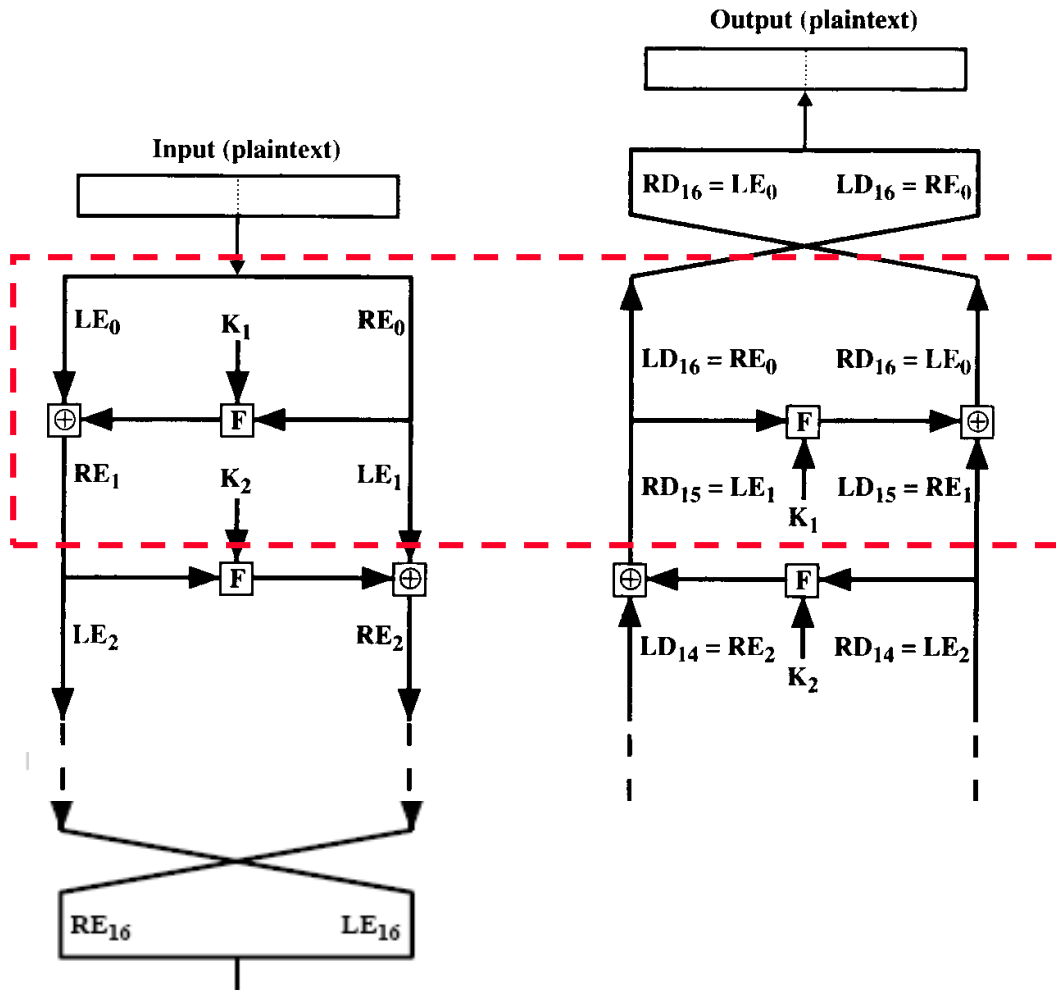 Output (plaintext)
Input (plaintext)
RD16 = LE0
LD16 = RE0
LE0
K1
RE0
LD16 = RE0
RD16 = LE0
⊕
F
F
⊕
RE1
K2
LE1
RD15 = LE1
K1
LD15 = RE1
F
⊕
⊕
F
LE2
RE2
LD14 = RE2
K2
RD14 = LE2
RE16
LE16